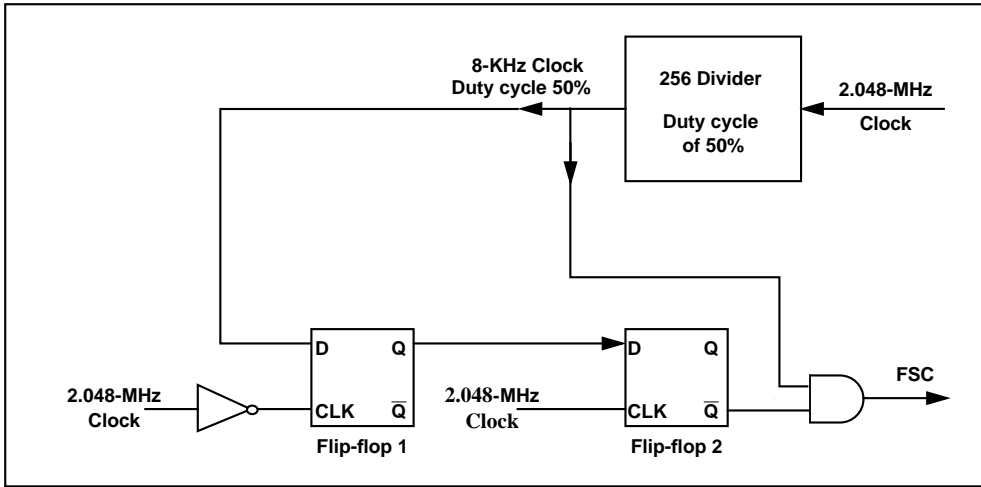 8-KHz Clock
Duty cycle 50%
256 Divider
Duty cycle
of 50%
2.048-MHz
Clock
D
Q
CLK
Q̅
Flip-flop 1
2.048-MHz
Clock
D
Q
CLK
Q̅
Flip-flop 2
2.048-MHz
Clock
FSC